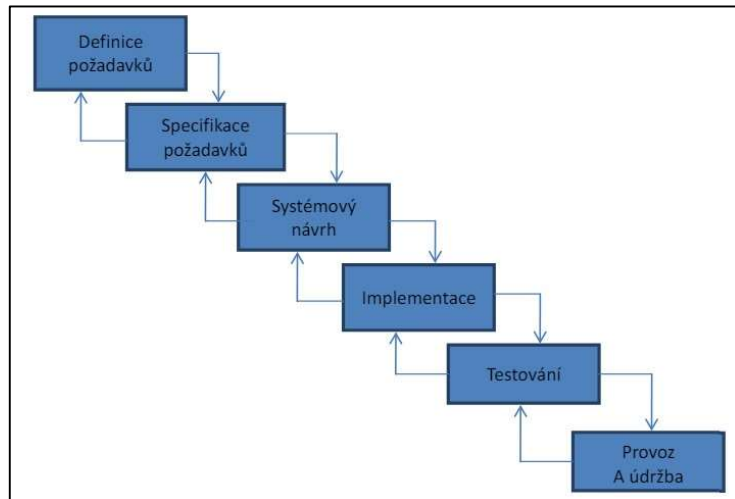 Definice
požadavků
Specifikace
požadavků
Systémový
návrh
Implementace
Testování
Provoz
A údržba